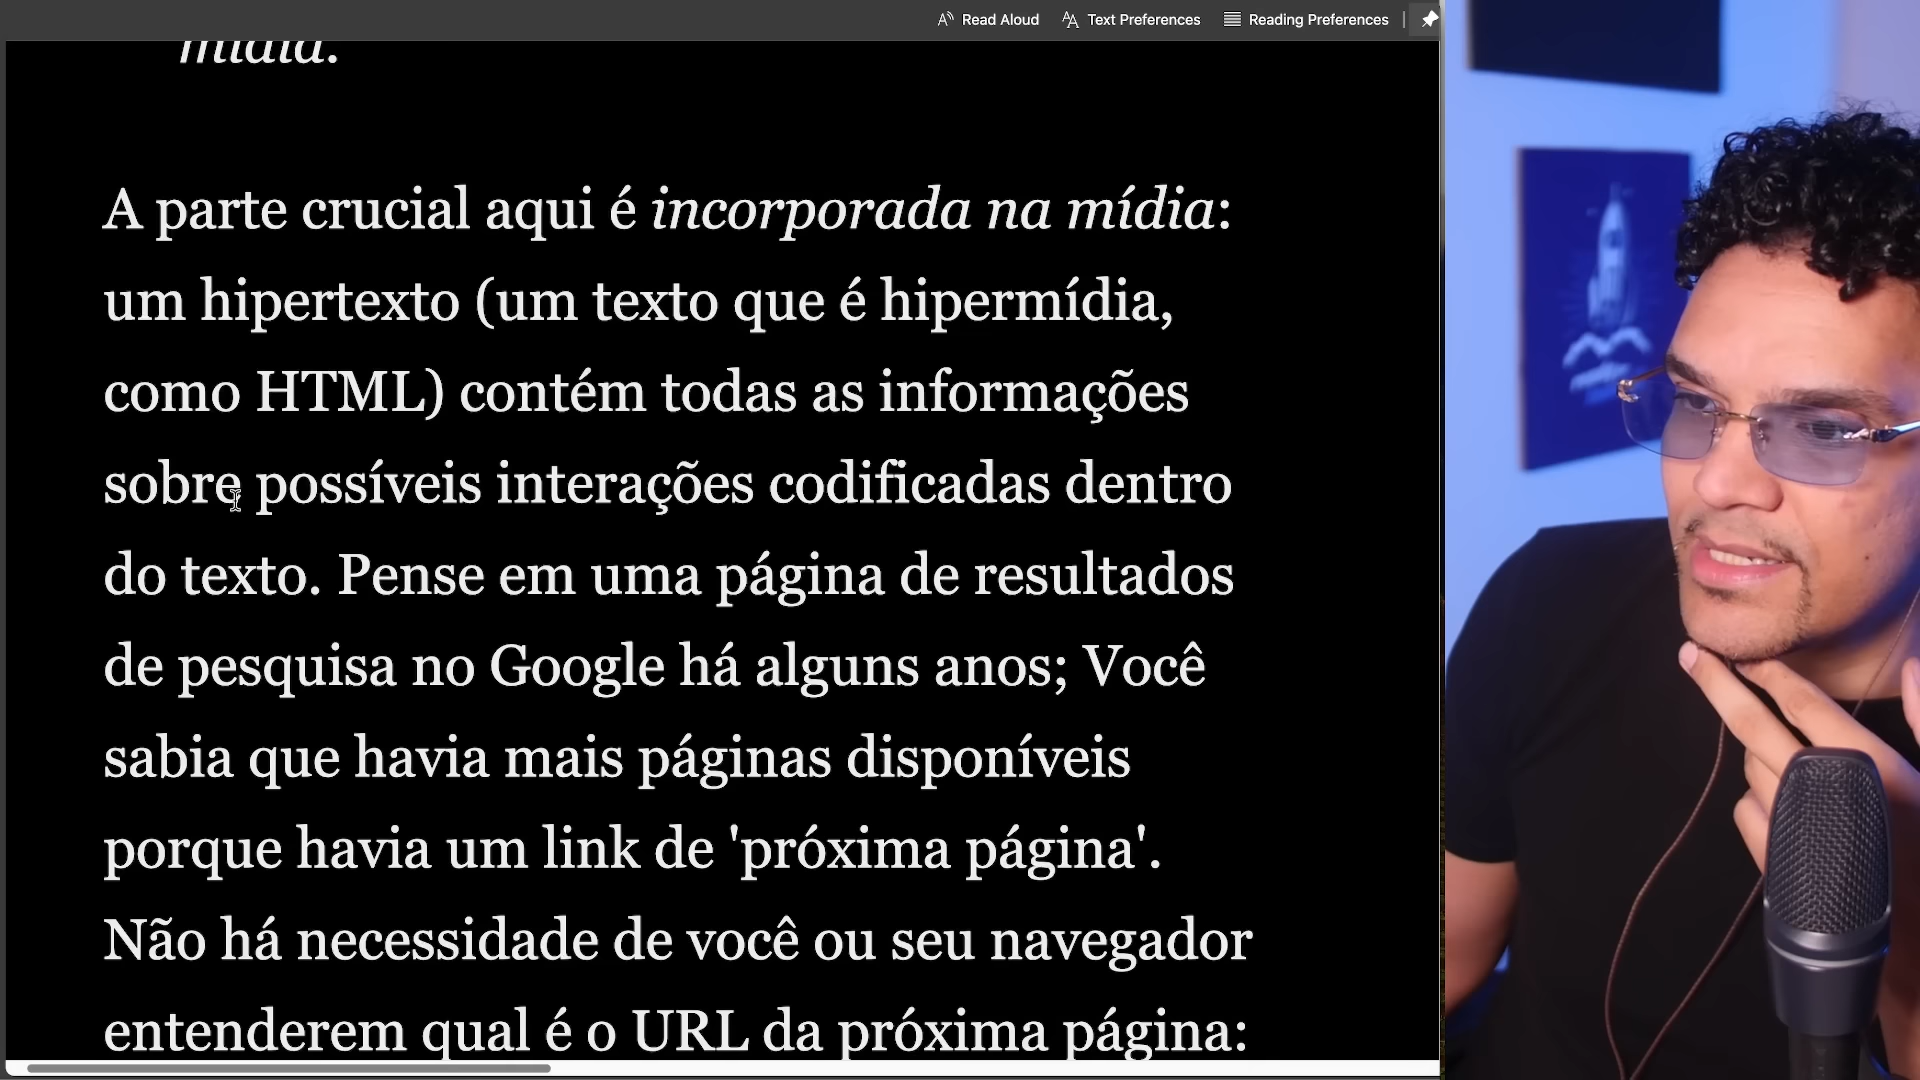 Read Aloud Text Preferences Reading Preferences
mídia.
A parte crucial aqui é incorporada na mídia:
um hipertexto (um texto que é hipermídia,
como HTML) contém todas as informações
sobre possíveis interações codificadas dentro
do texto. Pense em uma página de resultados
de pesquisa no Google há alguns anos; Você
sabia que havia mais páginas disponíveis
porque havia um link de 'próxima página'.
Não há necessidade de você ou seu navegador
entenderem qual é o URL da próxima página: